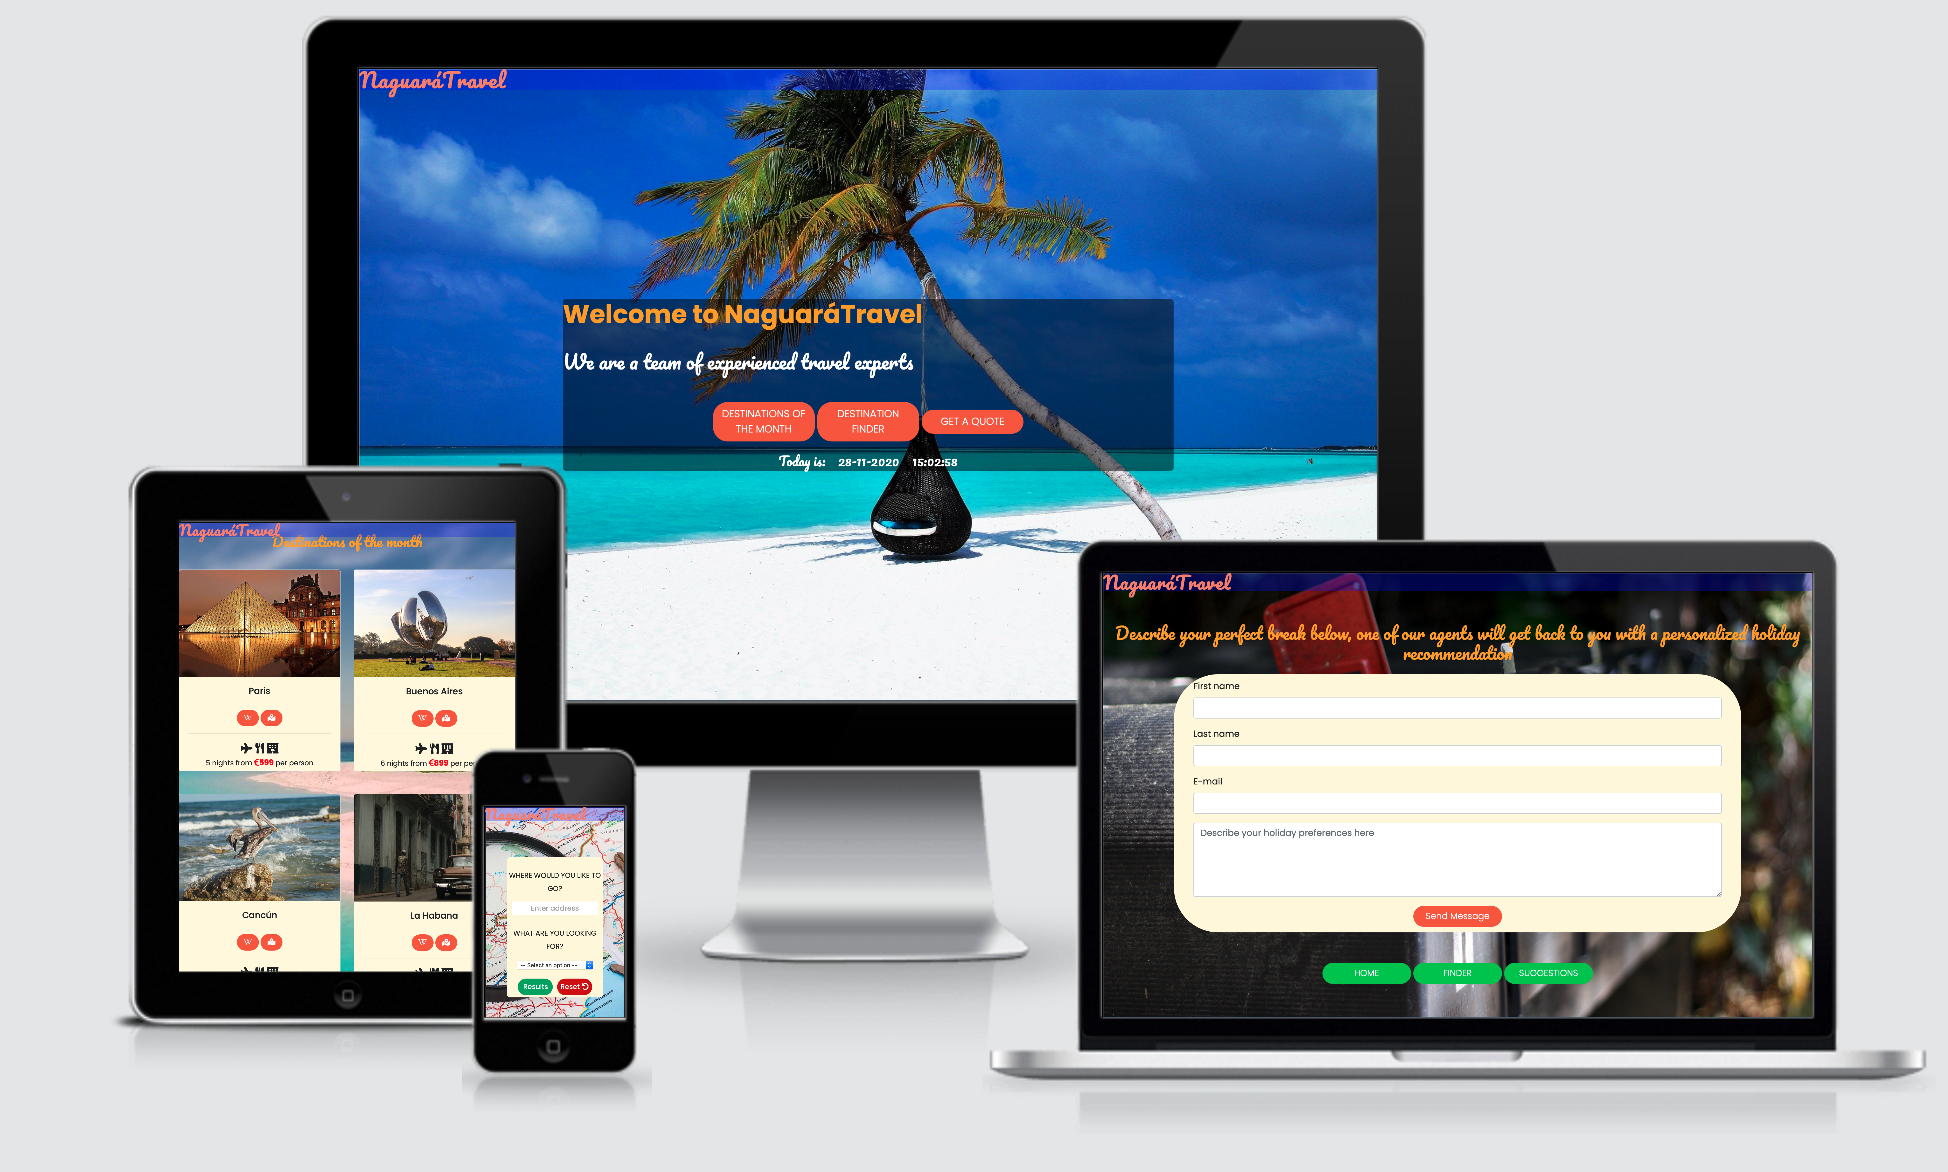 NaguaráTravel
Welcome to NaguaráTravel
We are a team of experienced travel experts
DESTINATIONS OF
THE MONTH
DESTINATION
FINDER
GET A QUOTE
Today is: 28-11-2020 15:02:58
NaguaráTravel
Destinations of the month
Paris
W
5 nights from €599 per person
Buenos Aires
W
6 nights from €899 per
Cancún
W
La Habana
W
NaguaráTravel
WHERE WOULD YOU LIKE TO
GO?
Enter address
WHAT ARE YOU LOOKING
FOR?
-- Select an option --
Results
Reset
NaguaráTravel
Describe your perfect break below, one of our agents will get back to you with a personalized holiday
recommendation
First name
Last name
E-mail
Describe your holiday preferences here
Send Message
HOME
FINDER
SUGGESTIONS